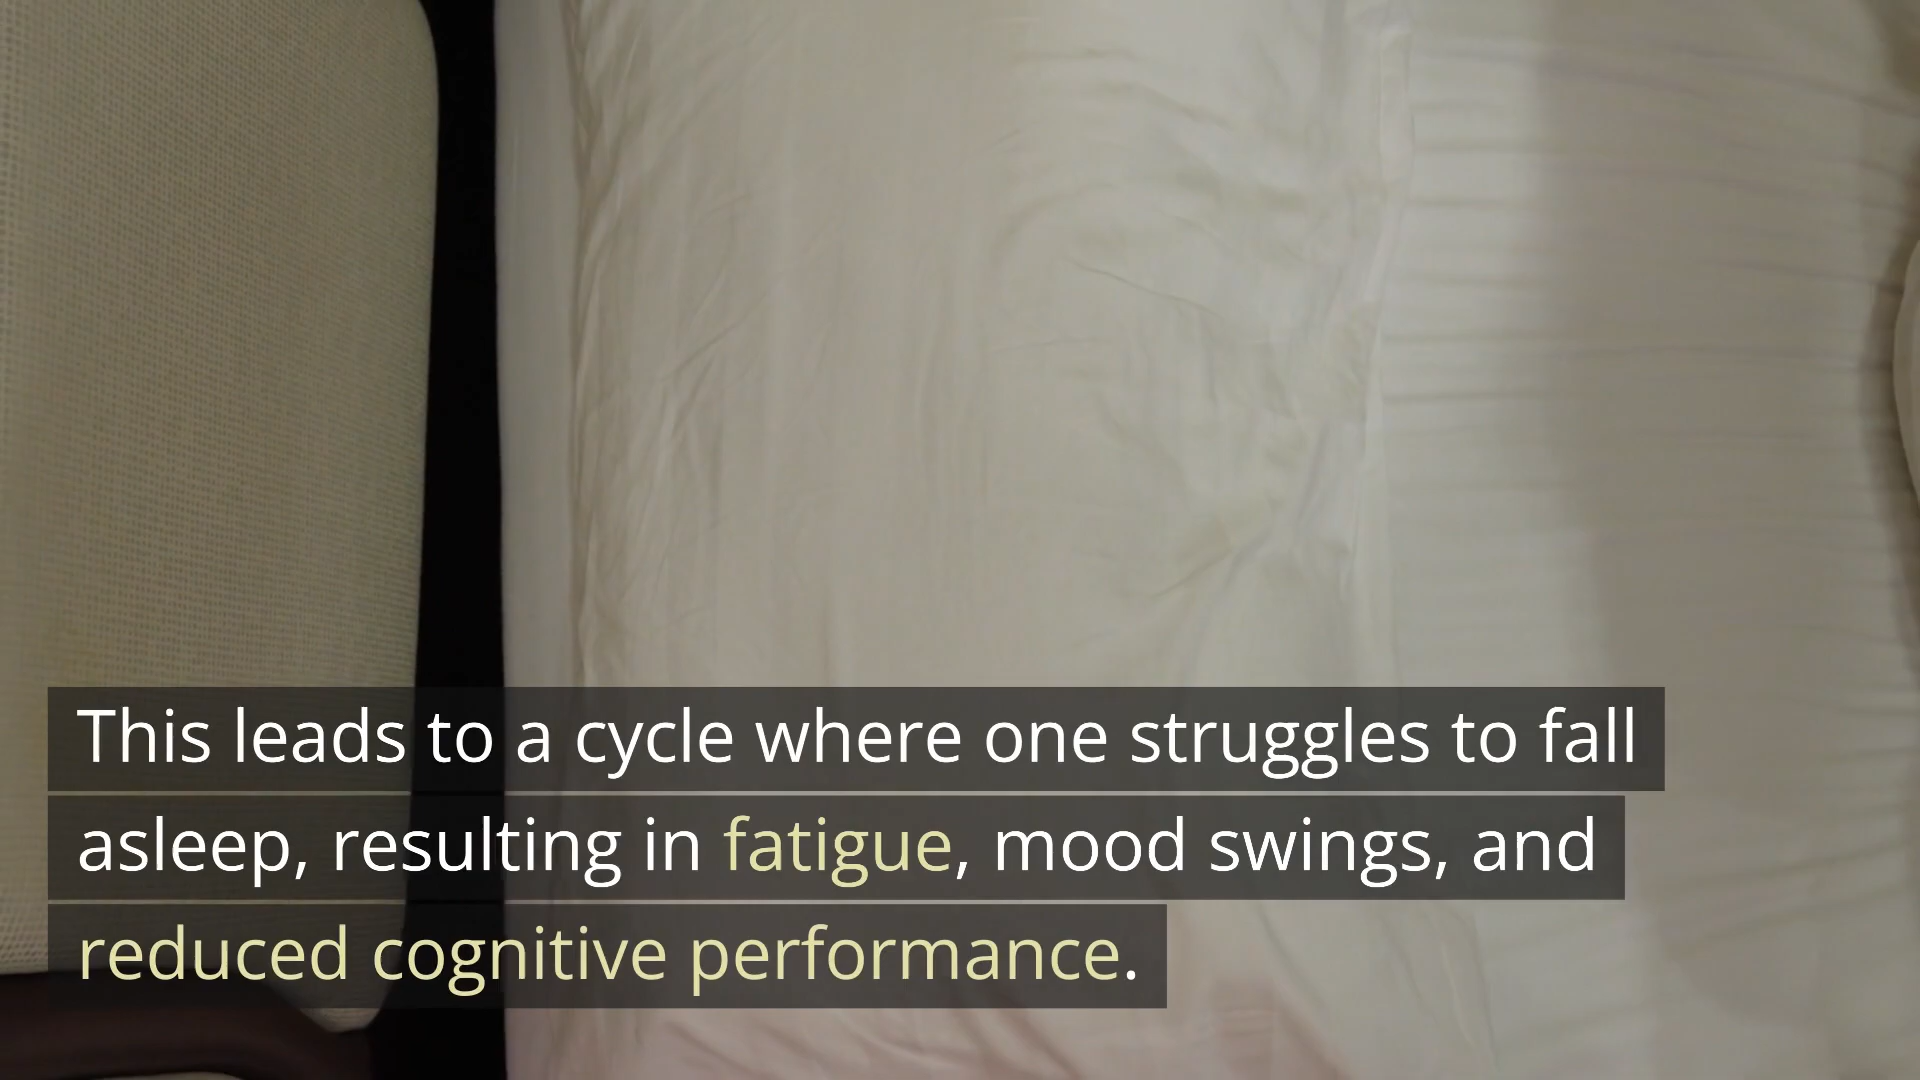 This leads to a cycle where one struggles to fall
asleep, resulting in fatigue, mood swings, and
reduced cognitive performance.